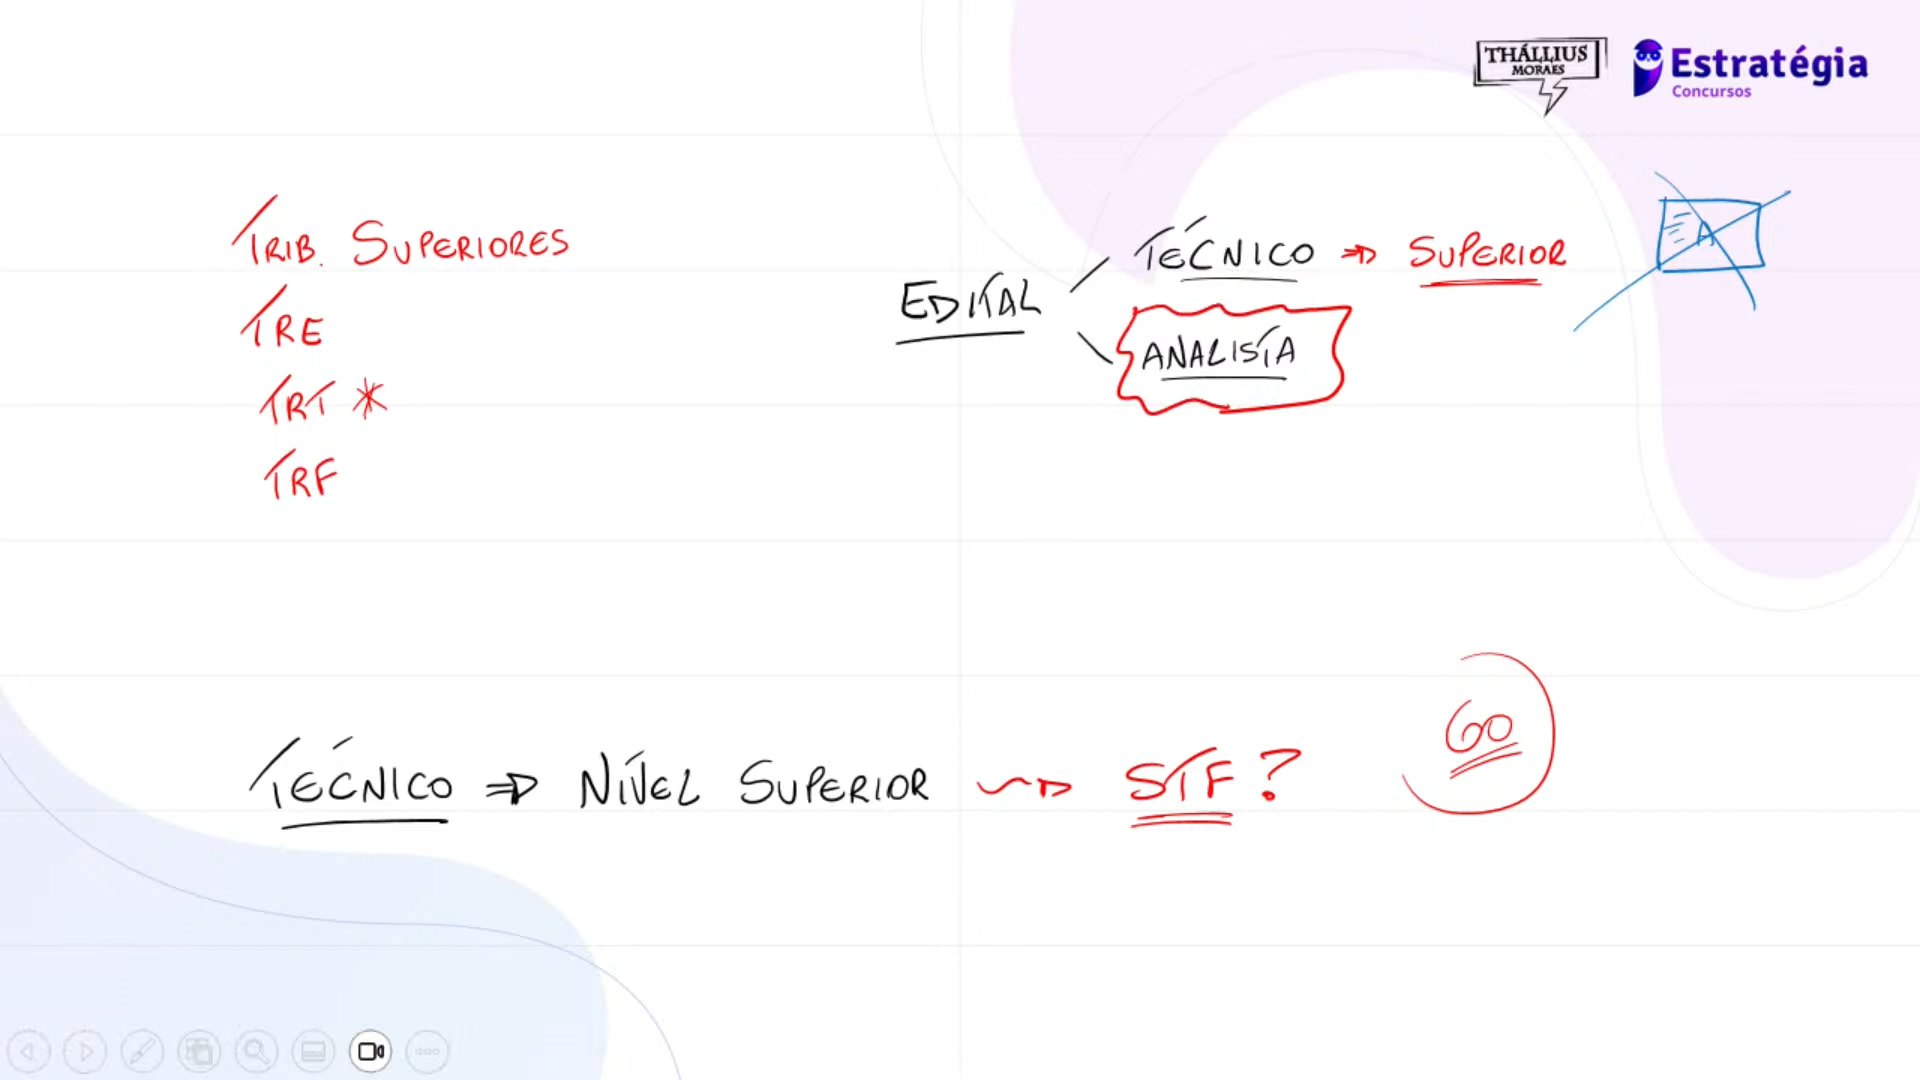 THÁLLIUS
MORAES
Estratégia
Concursos
TRIB. SUPERIORES
TRE
TRT *
TRF
EDITAL
TÉCNICO ⇒ SUPERIOR
ANALISTA
A
TÉCNICO ⇒ NÍVEL SUPERIOR → STF?
60